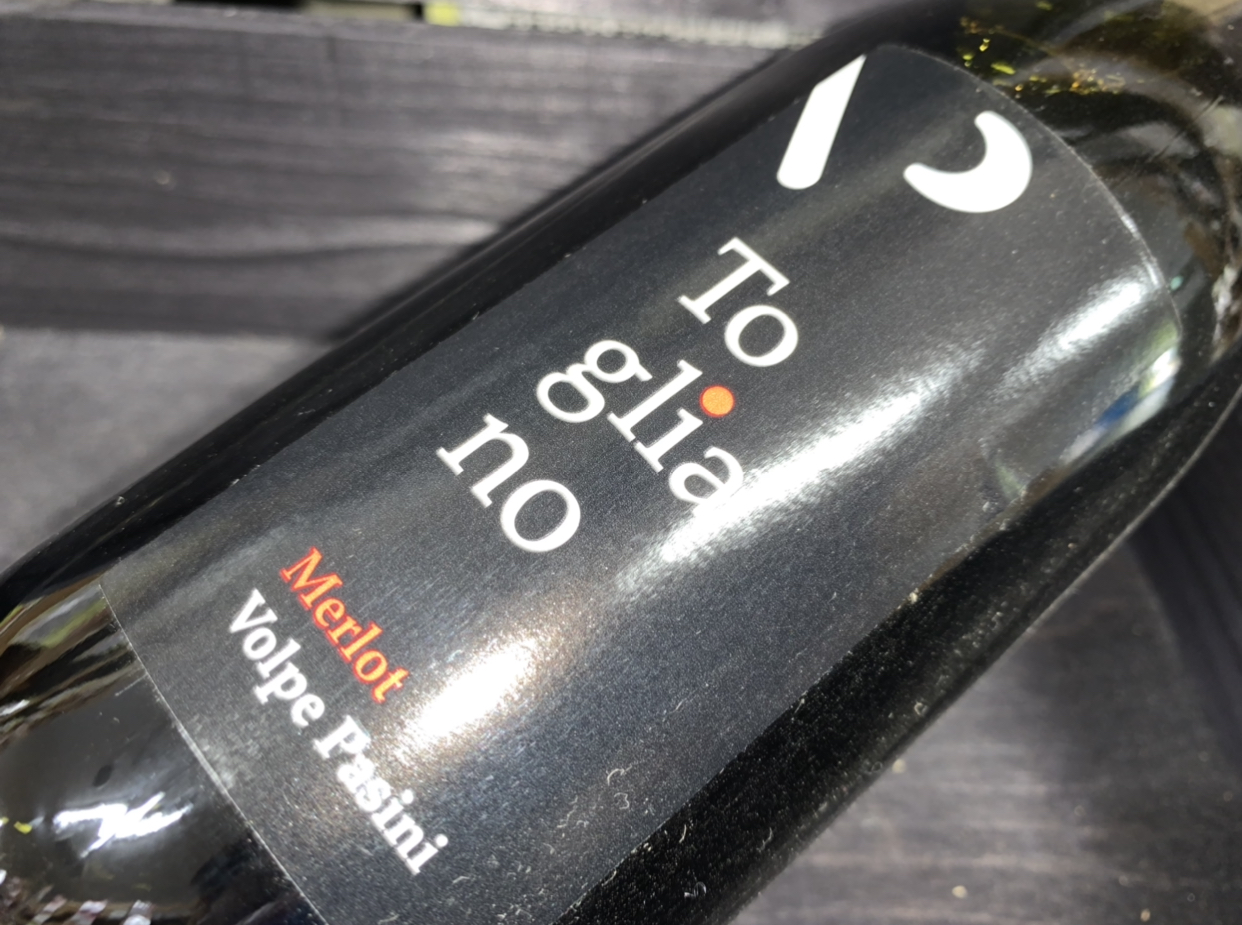 To
glia
no
Merlot
Volpe Pasini